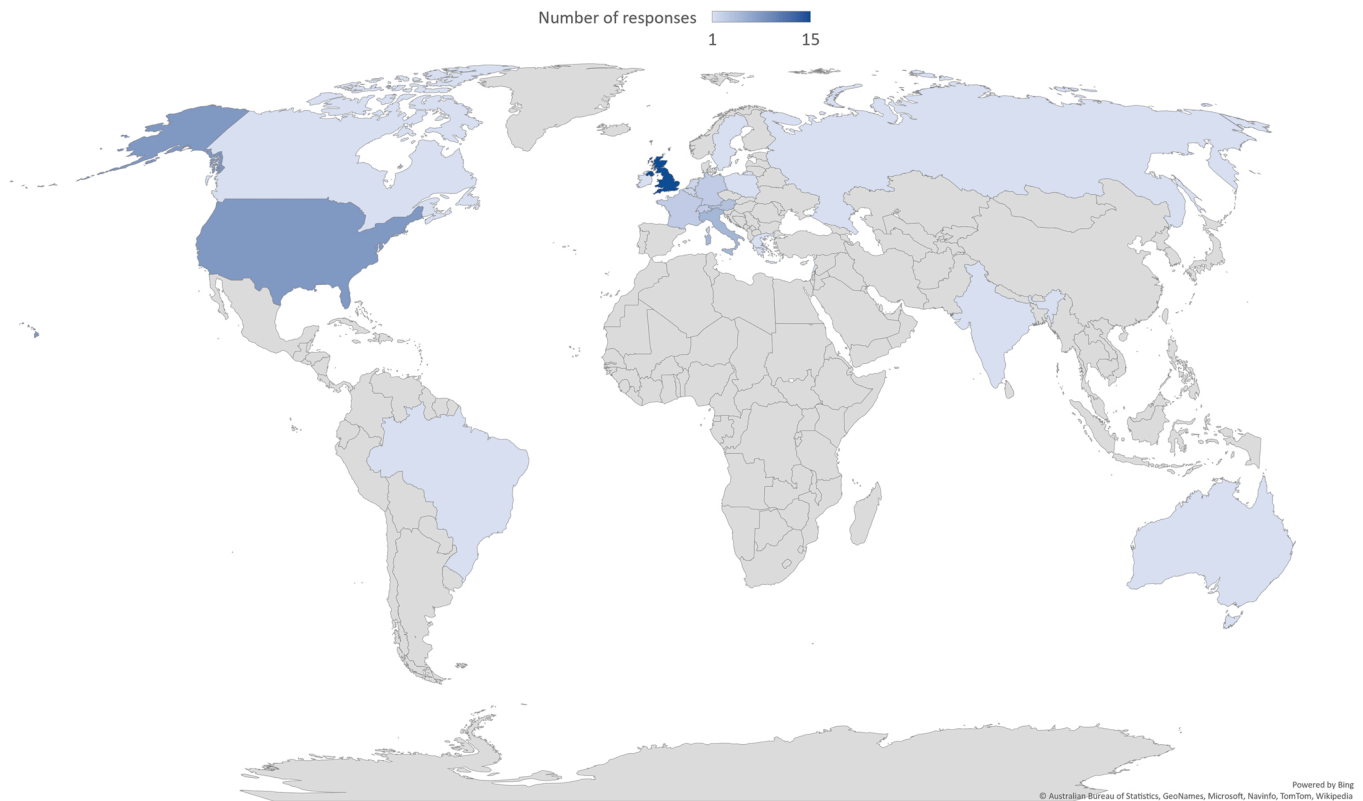 Number of responses
1 15
Powered by Bing
© Australian Bureau of Statistics, GeoNames, Microsoft, Navinfo, TomTom, Wikipedia